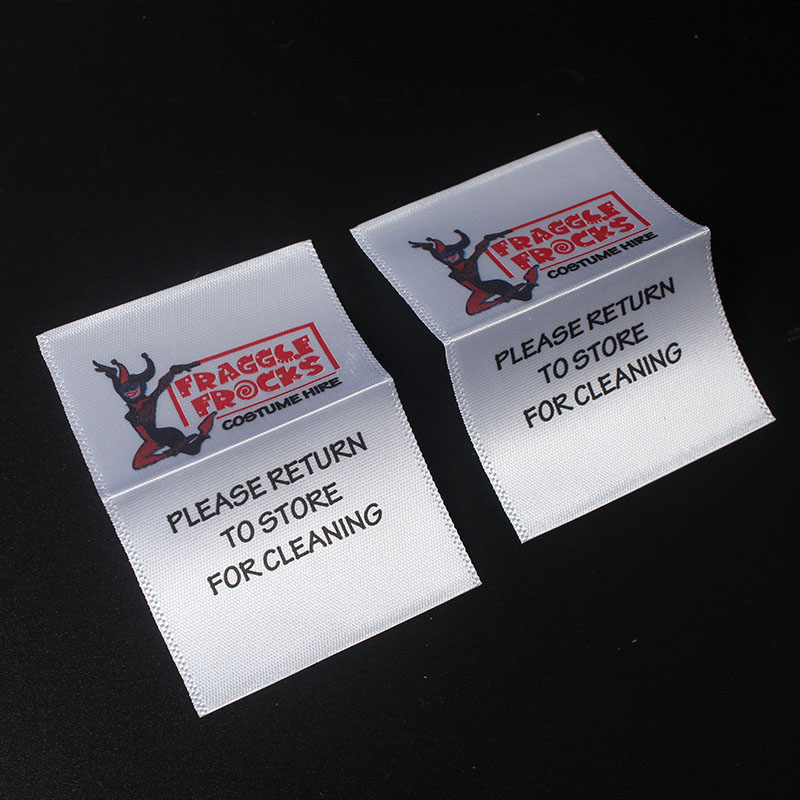 FRAGGLE
FROCKS
COSTUME HIRE
PLEASE RETURN
TO STORE
FOR CLEANING
FRAGGLE
FROCKS
COSTUME HIRE
PLEASE RETURN
TO STORE
FOR CLEANING